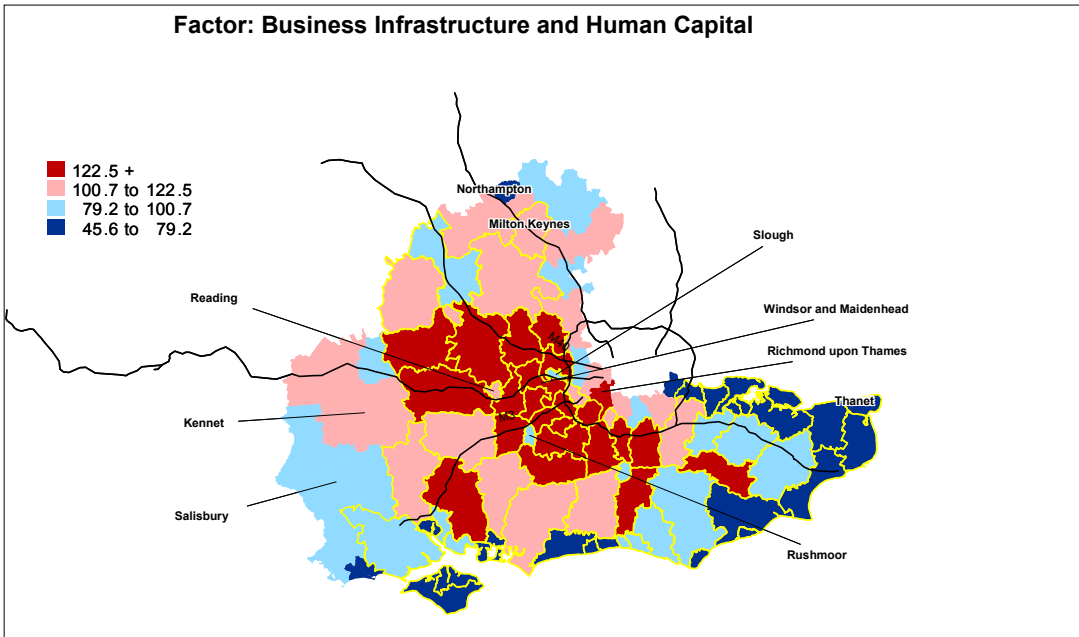 Factor: Business Infrastructure and Human Capital
122.5 +
100.7 to 122.5
79.2 to 100.7
45.6 to 79.2
Northampton
Milton Keynes
Slough
Reading
Windsor and Maidenhead
M40
Richmond upon Thames
Thanet
M3
Kennet
Salisbury
Rushmoor